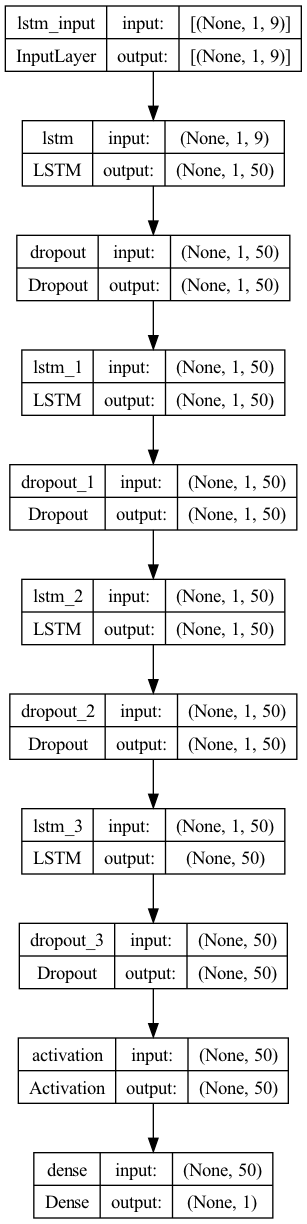 lstm_input input: [(None, 1, 9)]
InputLayer output: [(None, 1, 9)]
lstm input: (None, 1, 9)
LSTM output: (None, 1, 50)
dropout input: (None, 1, 50)
Dropout output: (None, 1, 50)
lstm_1 input: (None, 1, 50)
LSTM output: (None, 1, 50)
dropout_1 input: (None, 1, 50)
Dropout output: (None, 1, 50)
lstm_2 input: (None, 1, 50)
LSTM output: (None, 1, 50)
dropout_2 input: (None, 1, 50)
Dropout output: (None, 1, 50)
lstm_3 input: (None, 1, 50)
LSTM output: (None, 50)
dropout_3 input: (None, 50)
Dropout output: (None, 50)
activation input: (None, 50)
Activation output: (None, 50)
dense input: (None, 50)
Dense output: (None, 1)